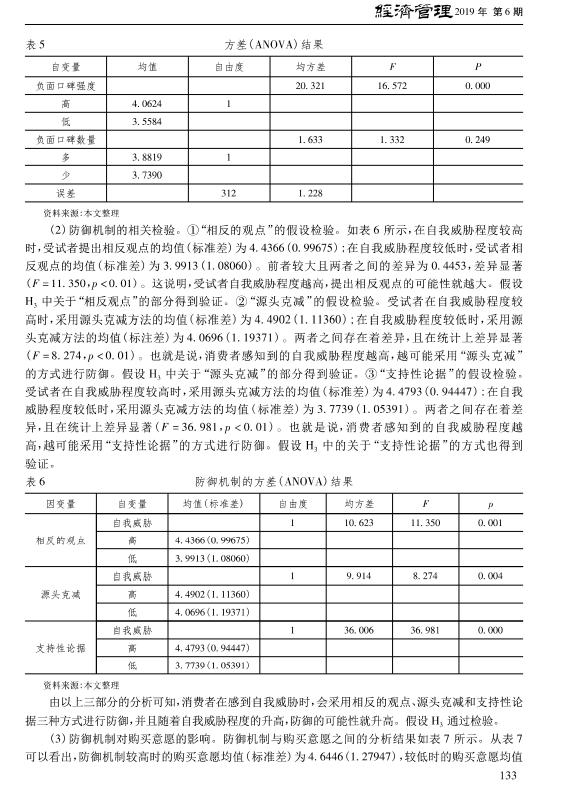 經濟管理 2019 年 第 6 期
表 5 方差(ANOVA)结果
自变量 均值 自由度 均方差 F P
负面口碑强度 20. 321 16. 572 0. 000
高 4. 0624 1
低 3. 5584
负面口碑数量 1. 633 1. 332 0. 249
多 3. 8819 1
少 3. 7390
误差 312 1. 228
资料来源:本文整理
(2)防御机制的相关检验。①“相反的观点”的假设检验。如表 6 所示,在自我威胁程度较高
时,受试者提出相反观点的均值(标准差)为 4. 4366(0. 99675);在自我威胁程度较低时,受试者相
反观点的均值(标准差)为 3. 9913(1. 08060)。前者较大且两者之间的差异为 0. 4453,差异显著
(F = 11. 350,p < 0. 01)。这说明,受试者自我威胁程度越高,提出相反观点的可能性就越大。假设
H₃ 中关于“相反观点”的部分得到验证。②“源头克减”的假设检验。受试者在自我威胁程度较
高时,采用源头克减方法的均值(标准差)为 4. 4902(1. 11360);在自我威胁程度较低时,采用源
头克减方法的均值(标注差)为 4. 0696(1. 19371)。两者之间存在着差异,且在统计上差异显著
(F = 8. 274,p < 0. 01)。也就是说,消费者感知到的自我威胁程度越高,越可能采用“源头克减”
的方式进行防御。假设 H₃ 中关于“源头克减”的部分得到验证。③“支持性论据”的假设检验。
受试者在自我威胁程度较高时,采用源头克减方法的均值(标准差)为 4. 4793(0. 94447);在自我
威胁程度较低时,采用源头克减方法的均值(标准差)为 3. 7739(1. 05391)。两者之间存在着差
异,且在统计上差异显著(F = 36. 981,p < 0. 01)。也就是说,消费者感知到的自我威胁程度越
高,越可能采用“支持性论据”的方式进行防御。假设 H₃ 中的关于“支持性论据”的方式也得到
验证。
表 6 防御机制的方差(ANOVA)结果
因变量 自变量 均值(标准差) 自由度 均方差 F p
相反的观点 自我威胁 1 10. 623 11. 350 0. 001
高 4. 4366(0. 99675)
低 3. 9913(1. 08060)
源头克减 自我威胁 1 9. 914 8. 274 0. 004
高 4. 4902(1. 11360)
低 4. 0696(1. 19371)
支持性论据 自我威胁 1 36. 006 36. 981 0. 000
高 4. 4793(0. 94447)
低 3. 7739(1. 05391)
资料来源:本文整理
由以上三部分的分析可知,消费者在感到自我威胁时,会采用相反的观点、源头克减和支持性论
据三种方式进行防御,并且随着自我威胁程度的升高,防御的可能性就升高。假设 H₃ 通过检验。
(3)防御机制对购买意愿的影响。防御机制与购买意愿之间的分析结果如表 7 所示。从表 7
可以看出,防御机制较高时的购买意愿均值(标准差)为 4. 6446(1. 27947),较低时的购买意愿均值
133